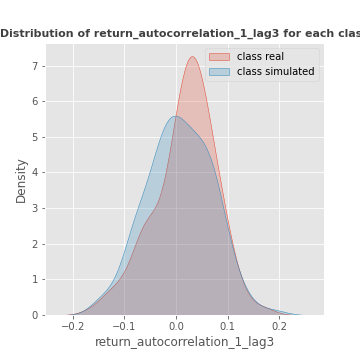 Distribution of return_autocorrelation_1_lag3 for each clas
class real
class simulated
7
6
5
4
3
2
1
0
Density
−0.2 −0.1 0.0 0.1 0.2
return_autocorrelation_1_lag3